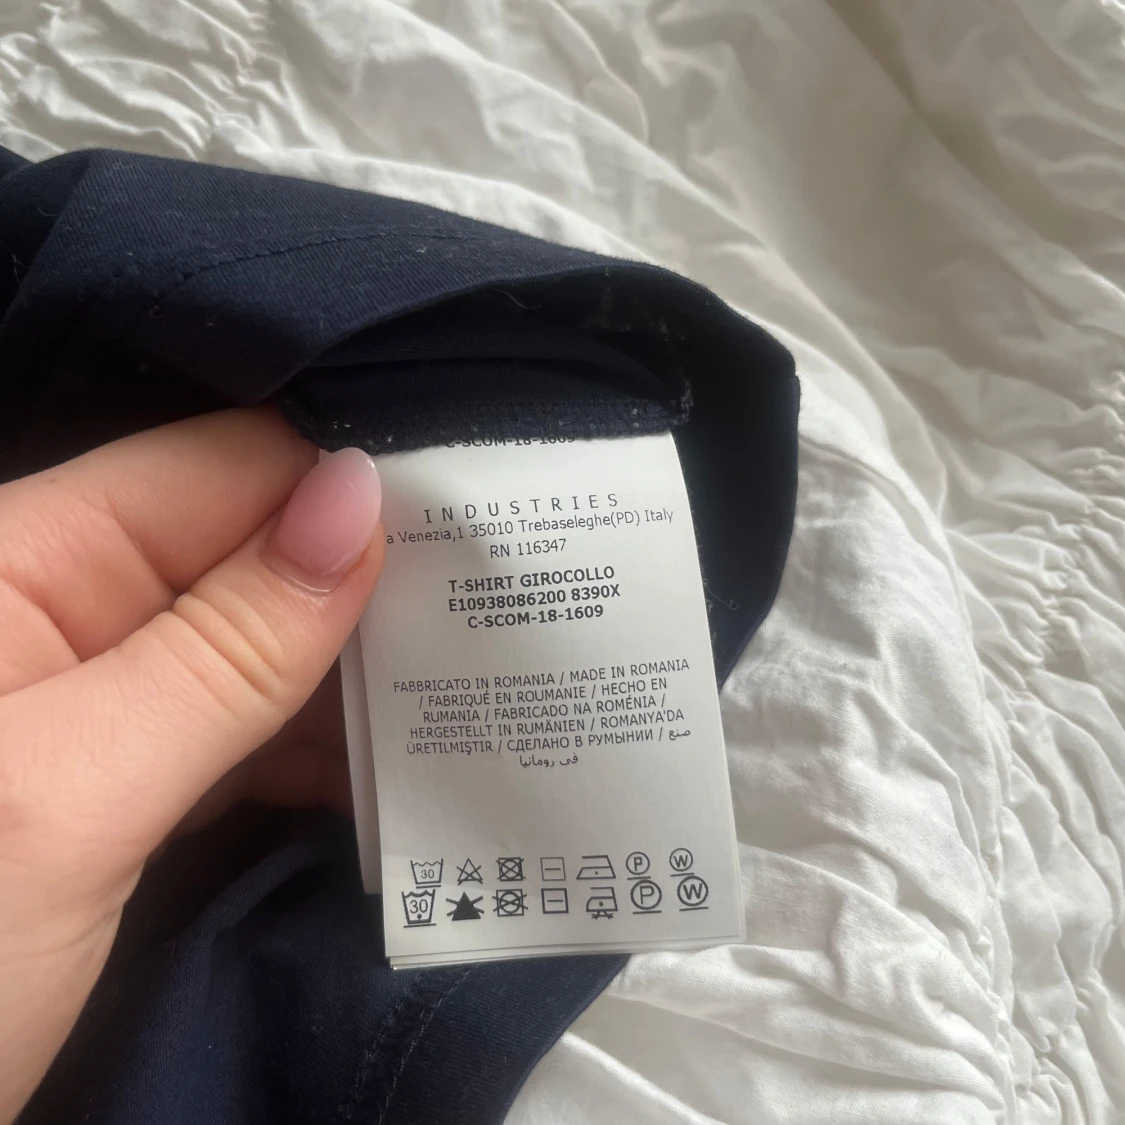 C-SCOM-18-1609
INDUSTRIES
a Venezia,1 35010 Trebaseleghe(PD) Italy
RN 116347
T-SHIRT GIROCOLLO
E10938086200 8390X
C-SCOM-18-1609
FABBRICATO IN ROMANIA / MADE IN ROMANIA
/ FABRIQUÉ EN ROUMANIE / HECHO EN
RUMANIA / FABRICADO NA ROMÉNIA /
HERGESTELLT IN RUMÄNIEN / ROMANYA'DA
ÜRETILMIŞTIR / СДЕЛАНО В РУМЫНИИ / صنع
فى رومانيا
30 P W
30 P W